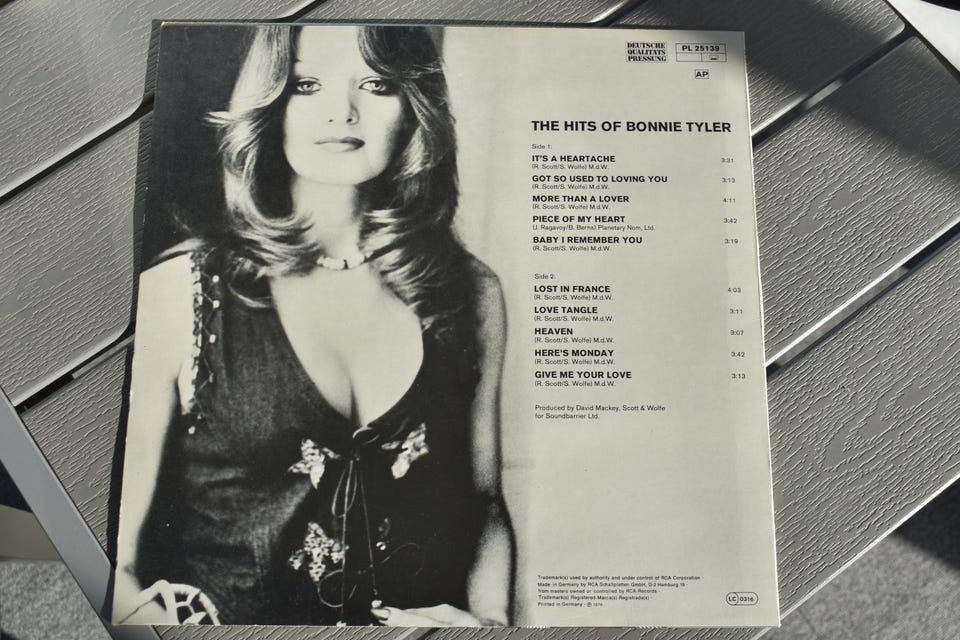 DEUTSCHE
QUALITÄTS
PRESSUNG
PL 25139
AP
THE HITS OF BONNIE TYLER
Side 1:
IT'S A HEARTACHE 3:31
(R. Scott/S. Wolfe) M.d.W.
GOT SO USED TO LOVING YOU 3:13
(R. Scott/S. Wolfe) M.d.W.
MORE THAN A LOVER 4:11
(R. Scott/S. Wolfe) M.d.W.
PIECE OF MY HEART 3:42
(J. Ragavoy/B. Berns) Planetary Nom, Ltd.
BABY I REMEMBER YOU 3:19
(R. Scott/S. Wolfe) M.d.W.
Side 2:
LOST IN FRANCE 4:03
(R. Scott/S. Wolfe) M.d.W.
LOVE TANGLE 3:11
(R. Scott/S. Wolfe) M.d.W.
HEAVEN 3:07
(R. Scott/S. Wolfe) M.d.W.
HERE'S MONDAY 3:42
(R. Scott/S. Wolfe) M.d.W.
GIVE ME YOUR LOVE 3:13
(R. Scott/S. Wolfe) M.d.W.
Produced by David Mackey, Scott & Wolfe
for Soundbarrier Ltd.
Trademark(s) used by authority and under control of RCA Corporation ·
Made in Germany by RCA Schallplatten GmbH, D-2 Hamburg 19 ·
from masters owned or controlled by RCA Records ·
Trademark(s) Registered · Marca(s) Registrada(s) ·
Printed in Germany · ℗
LC 0316